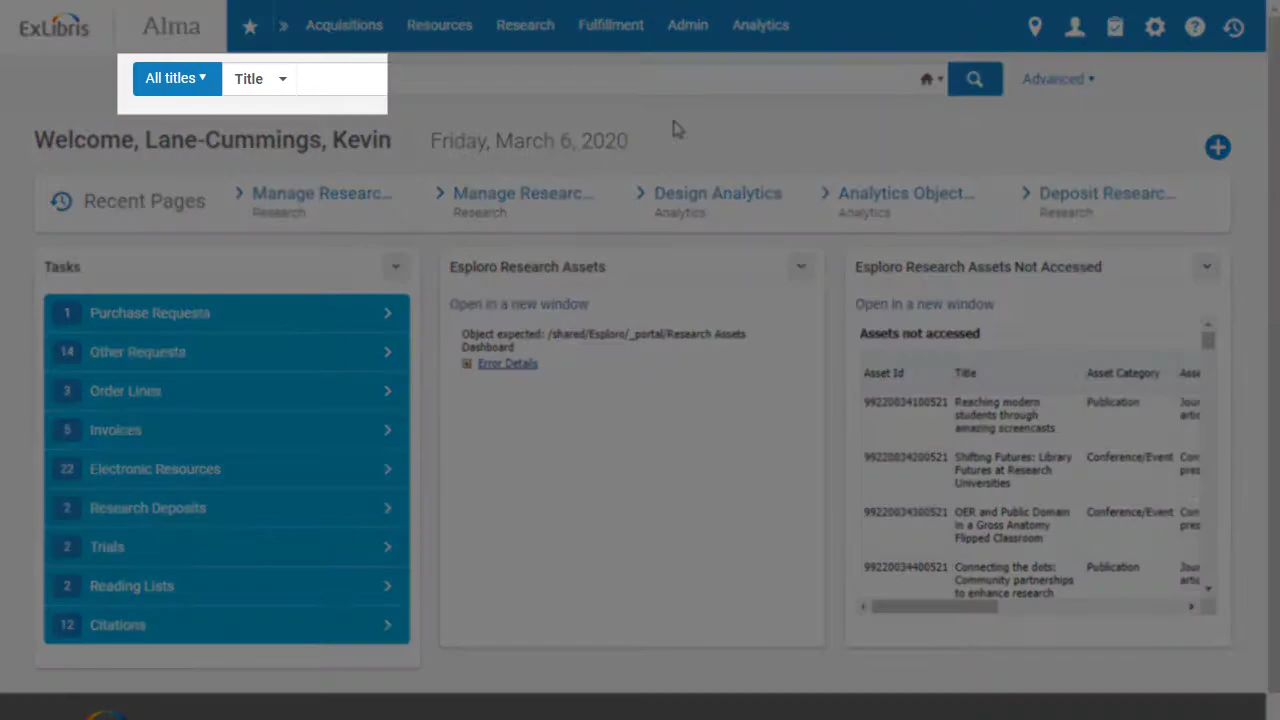 ExLibris Alma Acquisitions Resources Research Fulfillment Admin Analytics
All titles Title Advanced
Welcome, Lane-Cummings, Kevin Friday, March 6, 2020
Recent Pages
Manage Researc...
Research
Manage Researc...
Research
Design Analytics
Analytics
Analytics Object...
Analytics
Deposit Researc...
Research
Tasks
1 Purchase Requests
14 Other Requests
3 Order Lines
5 Invoices
22 Electronic Resources
2 Research Deposits
2 Trials
2 Reading Lists
12 Citations
Esploro Research Assets
Open in a new window
Object expected: /shared/Esploro/_portal/Research Assets
Dashboard
Error Details
Esploro Research Assets Not Accessed
Open in a new window
Assets not accessed
Asset Id Title Asset Category Asse
99220034100521 Reaching modern Publication Jour
students through artic
amazing screencasts
99220034200521 Shifting Futures: Library Conference/Event Con
Futures at Research pres
Universities
99220034300521 OER and Public Domain Conference/Event Con
in a Gross Anatomy pres
Flipped Classroom
99220034400521 Connecting the dots: Publication Jour
Community partnerships artic
to enhance research